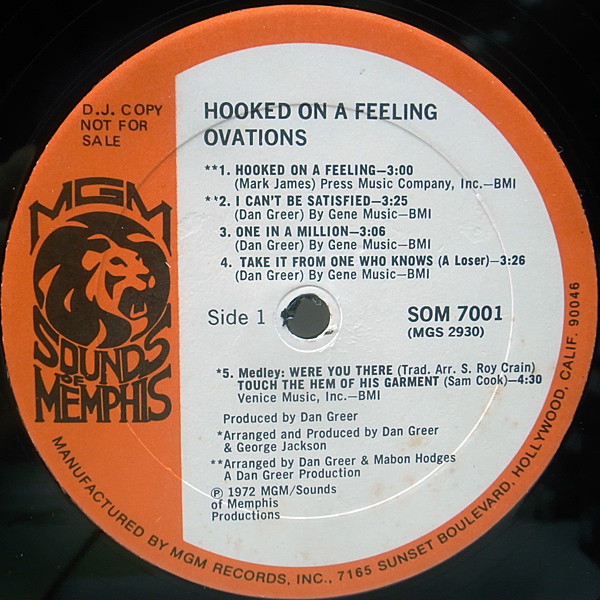 D.J. COPY
NOT FOR
SALE
HOOKED ON A FEELING
OVATIONS
**1. HOOKED ON A FEELING—3:00
(Mark James) Press Music Company, Inc.—BMI
**2. I CAN'T BE SATISFIED—3:25
(Dan Greer) By Gene Music—BMI
3. ONE IN A MILLION—3:06
(Dan Greer) By Gene Music—BMI
4. TAKE IT FROM ONE WHO KNOWS (A Loser)—3:26
(Dan Greer) By Gene Music—BMI
MGM
SOUNDS
OF
MEMPHIS
Side 1
SOM 7001
(MGS 2930)
*5. Medley: WERE YOU THERE (Trad. Arr. S. Roy Crain)
TOUCH THE HEM OF HIS GARMENT (Sam Cook)—4:30
Venice Music, Inc.—BMI
Produced by Dan Greer
*Arranged and Produced by Dan Greer
& George Jackson
**Arranged by Dan Greer & Mabon Hodges
A Dan Greer Production
Ⓟ 1972 MGM/Sounds
of Memphis
Productions
MANUFACTURED BY MGM RECORDS, INC., 7165 SUNSET BOULEVARD, HOLLYWOOD, CALIF. 90046